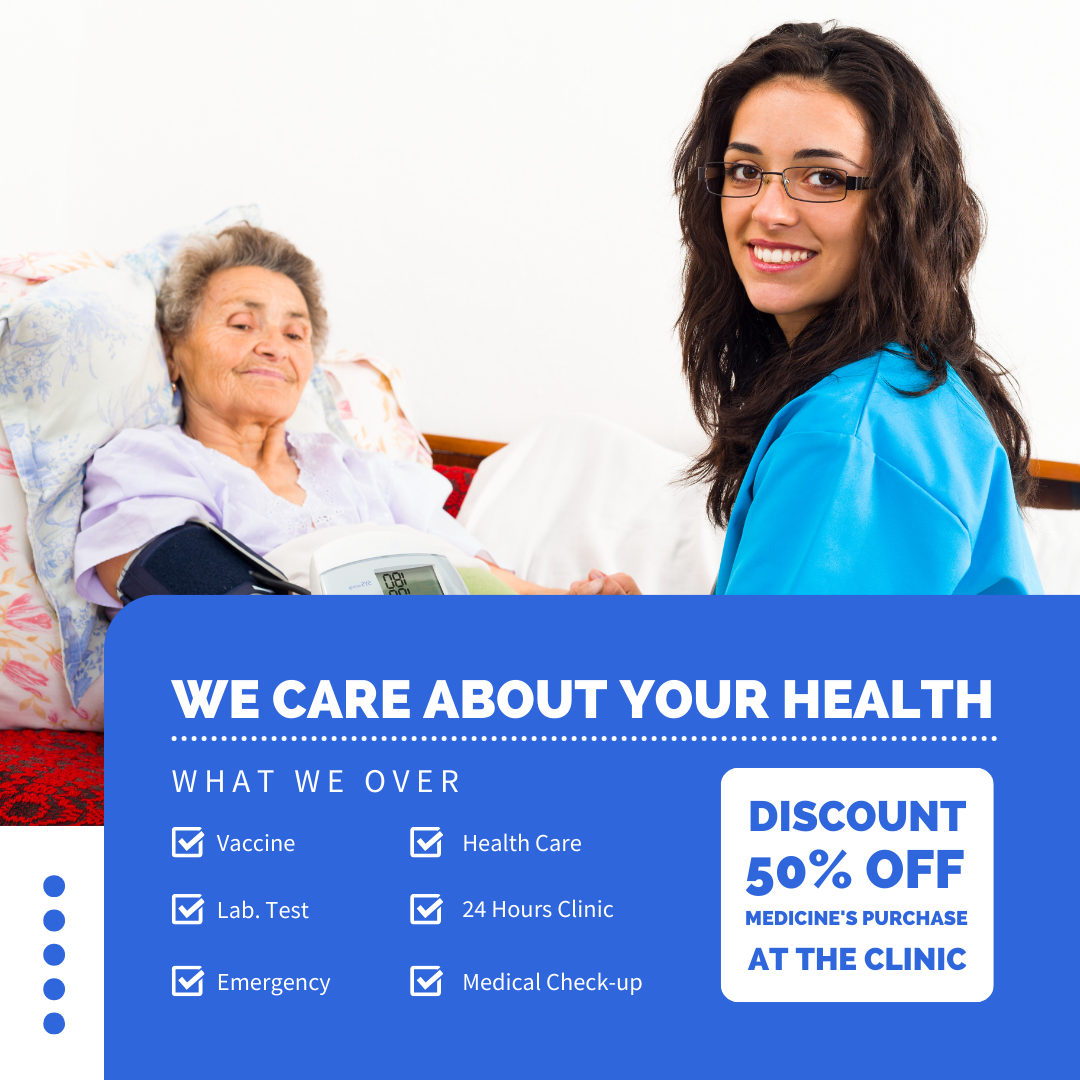 WE CARE ABOUT YOUR HEALTH
WHAT WE OVER
Vaccine
Health Care
Lab. Test
24 Hours Clinic
Emergency
Medical Check-up
DISCOUNT
50% OFF
MEDICINE'S PURCHASE
AT THE CLINIC